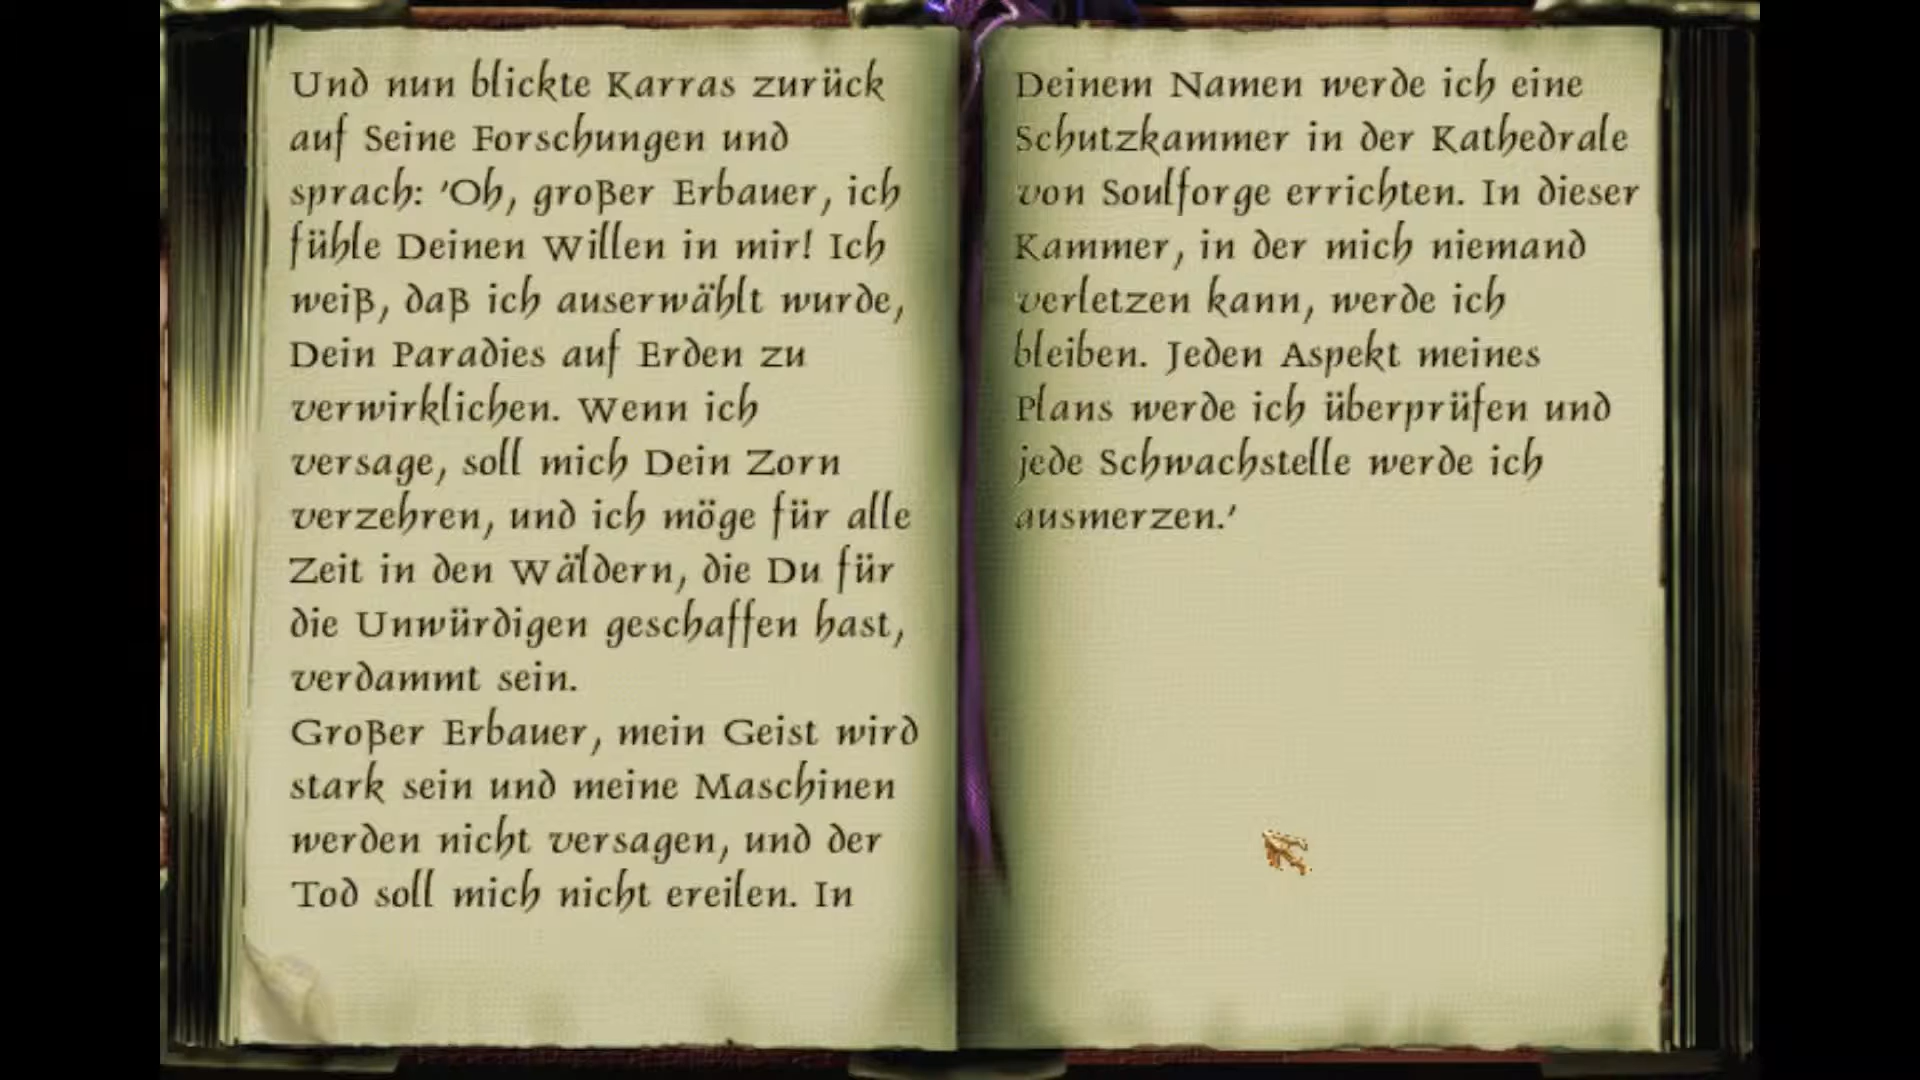 Und nun blickte Karras zurück
auf Seine Forschungen und
sprach: 'Oh, großer Erbauer, ich
fühle Deinen Willen in mir! Ich
weiß, daß ich auserwählt wurde,
Dein Paradies auf Erden zu
verwirklichen. Wenn ich
versage, soll mich Dein Zorn
verzehren, und ich möge für alle
Zeit in den Wäldern, die Du für
die Unwürdigen geschaffen hast,
verdammt sein.
Großer Erbauer, mein Geist wird
stark sein und meine Maschinen
werden nicht versagen, und der
Tod soll mich nicht ereilen. In
Deinem Namen werde ich eine
Schutzkammer in der Kathedrale
von Soulforge errichten. In dieser
Kammer, in der mich niemand
verletzen kann, werde ich
bleiben. Jeden Aspekt meines
Plans werde ich überprüfen und
jede Schwachstelle werde ich
ausmerzen.'